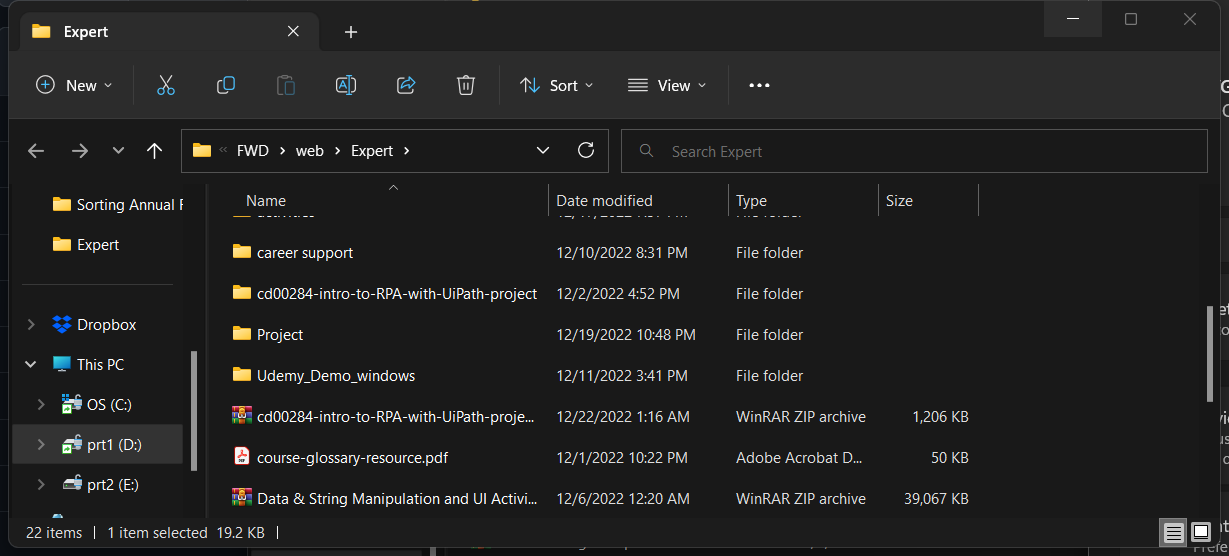 Expert
New
Sort
View
FWD
web
Expert
Search Expert
Name
Date modified
Type
Size
Sorting Annual F
Expert
Dropbox
This PC
OS (C:)
prt1 (D:)
prt2 (E:)
activities
File folder
career support 12/10/2022 8:31 PM File folder
cd00284-intro-to-RPA-with-UiPath-project 12/2/2022 4:52 PM File folder
Project 12/19/2022 10:48 PM File folder
Udemy_Demo_windows 12/11/2022 3:41 PM File folder
cd00284-intro-to-RPA-with-UiPath-proje... 12/22/2022 1:16 AM WinRAR ZIP archive 1,206 KB
course-glossary-resource.pdf 12/1/2022 10:22 PM Adobe Acrobat D... 50 KB
Data & String Manipulation and UI Activi... 12/6/2022 12:20 AM WinRAR ZIP archive 39,067 KB
22 items 1 item selected 19.2 KB